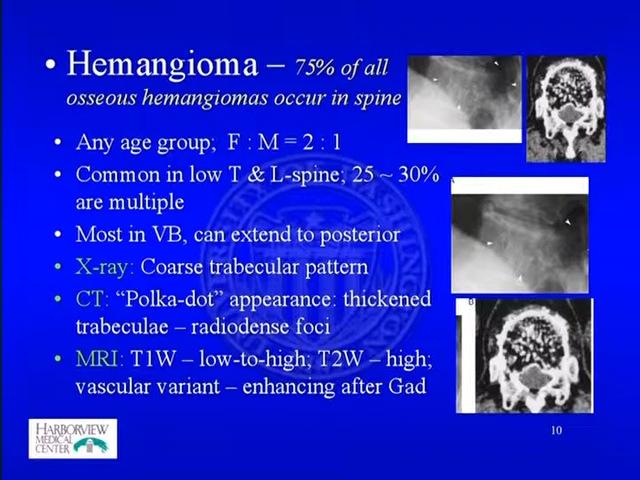 • Hemangioma – 75% of all
osseous hemangiomas occur in spine
• Any age group; F : M = 2 : 1
• Common in low T & L-spine; 25 ~ 30%
are multiple
• Most in VB, can extend to posterior
• X-ray: Coarse trabecular pattern
• CT: “Polka-dot” appearance: thickened
trabeculae – radiodense foci
• MRI: T1W – low-to-high; T2W – high;
vascular variant – enhancing after Gad
HARBORVIEW
MEDICAL
CENTER
10